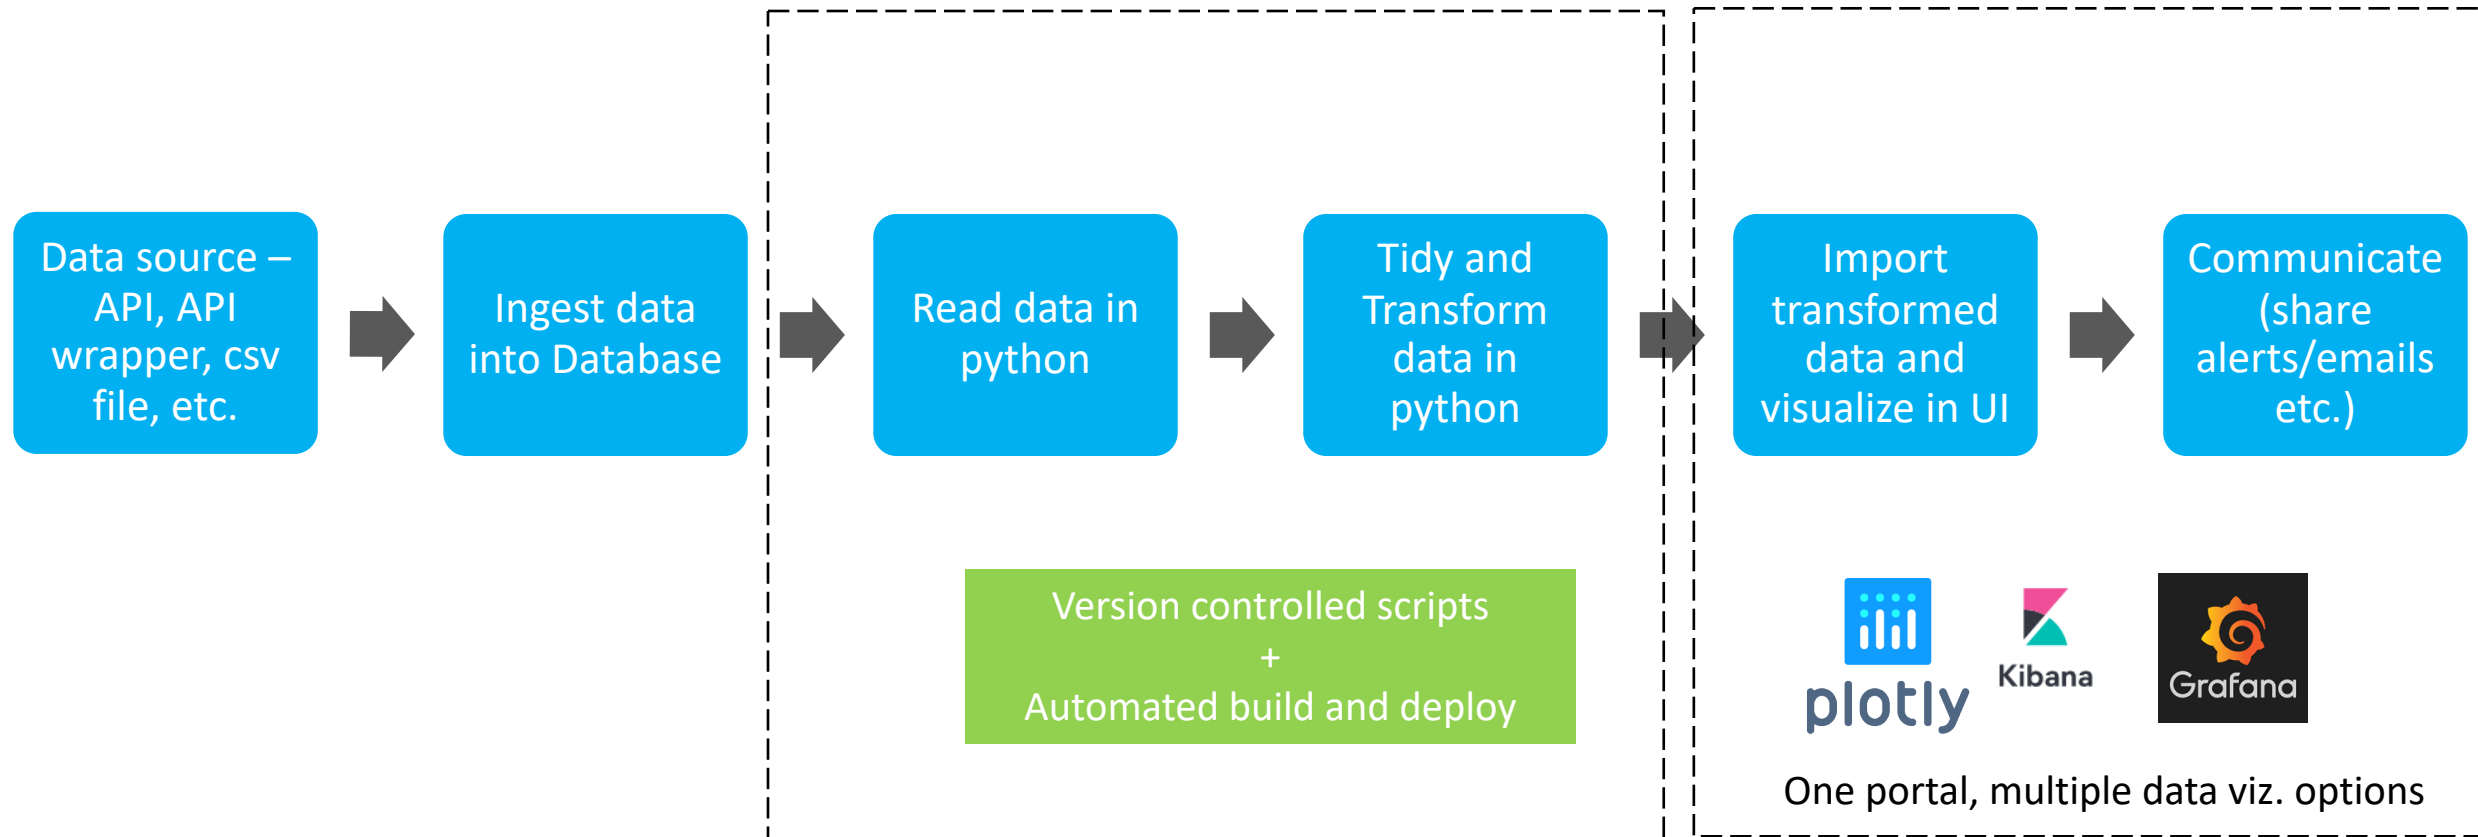 Data source –
API, API
wrapper, csv
file, etc.
Ingest data
into Database
Read data in
python
Tidy and
Transform
data in
python
Import
transformed
data and
visualize in UI
Communicate
(share
alerts/emails
etc.)
Version controlled scripts
+
Automated build and deploy
plotly
Kibana
Grafana
One portal, multiple data viz. options